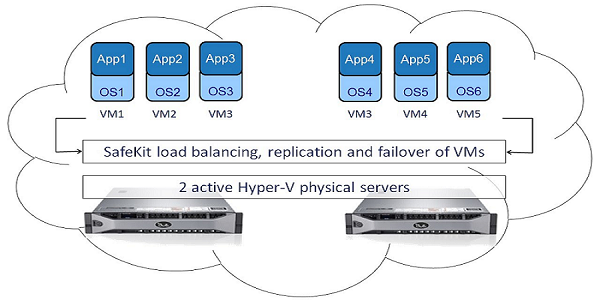 App1 App2 App3 App4 App5 App6
OS1 OS2 OS3 OS4 OS5 OS6
VM1 VM2 VM3 VM3 VM4 VM5
SafeKit load balancing, replication and failover of VMs
2 active Hyper-V physical servers